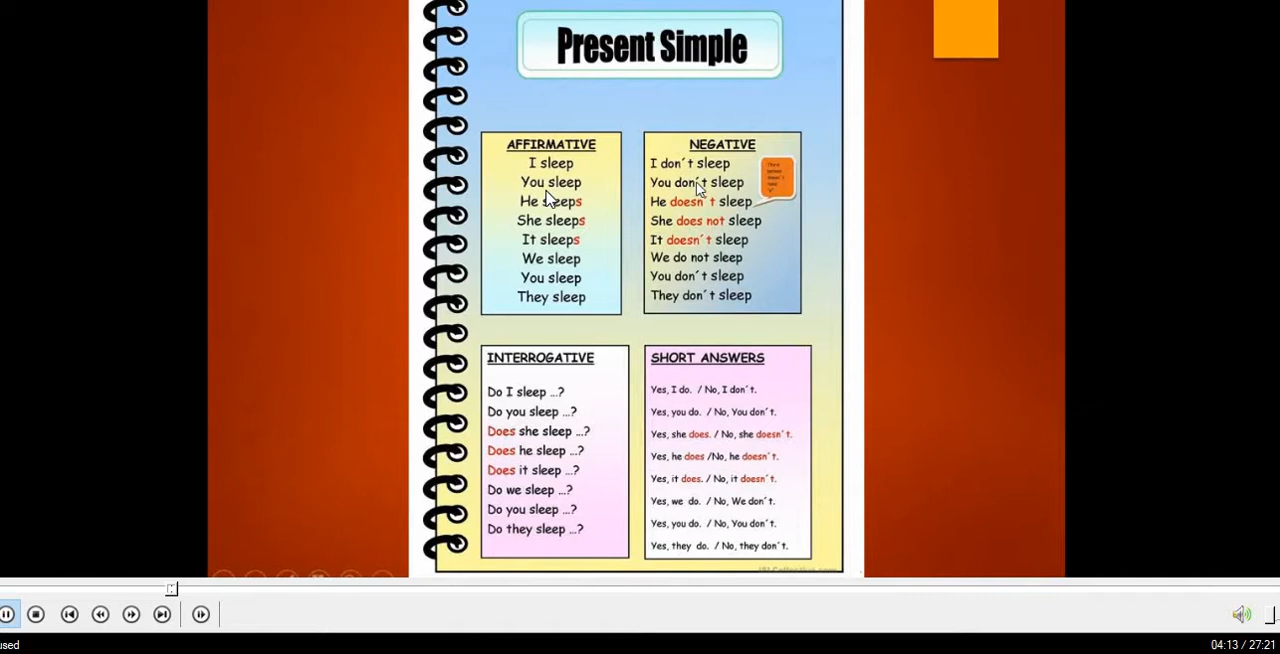 Present Simple
AFFIRMATIVE
I sleep
You sleep
He sleeps
She sleeps
It sleeps
We sleep
You sleep
They sleep
NEGATIVE
I don´t sleep
You don´t sleep
He doesn´t sleep
She does not sleep
It doesn´t sleep
We do not sleep
You don´t sleep
They don´t sleep
INTERROGATIVE
Do I sleep ...?
Do you sleep ...?
Does she sleep ...?
Does he sleep ...?
Does it sleep ...?
Do we sleep ...?
Do you sleep ...?
Do they sleep ...?
SHORT ANSWERS
Yes, I do. / No, I don´t.
Yes, you do. / No, You don´t.
Yes, she does. / No, she doesn´t.
Yes, he does /No, he doesn´t.
Yes, it does. / No, it doesn´t.
Yes, we do. / No, We don´t.
Yes, you do. / No, You don´t.
Yes, they do. / No, they don´t.
04:13 / 27:21